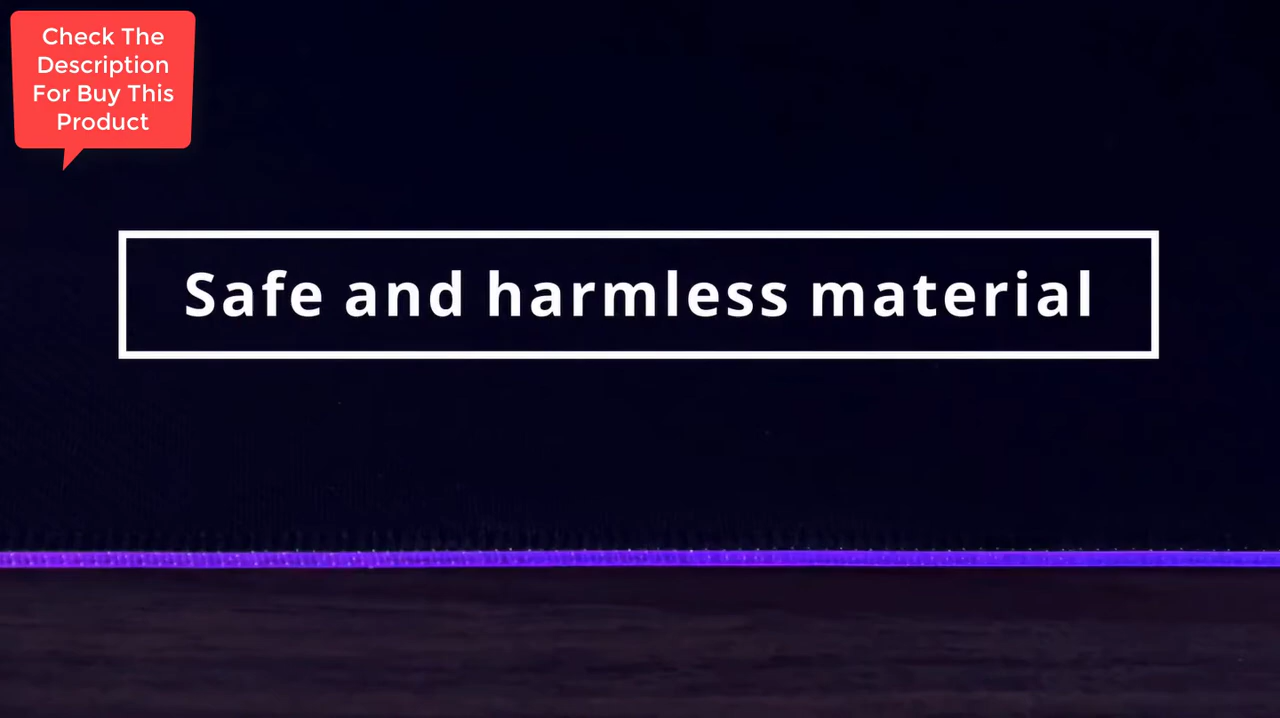 Check The
Description
For Buy This
Product
Safe and harmless material